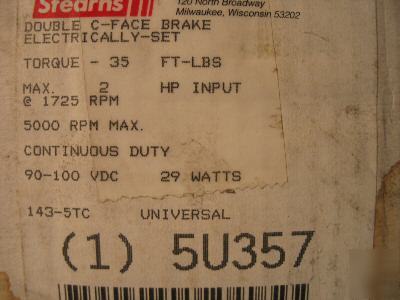 Stearns
120 North Broadway
Milwaukee, Wisconsin 53202
DOUBLE C-FACE BRAKE
ELECTRICALLY-SET
TORQUE - 35 FT-LBS
MAX. 2 HP INPUT
@ 1725 RPM
5000 RPM MAX.
CONTINUOUS DUTY
90-100 VDC 29 WATTS
143-5TC UNIVERSAL
(1) 5U357